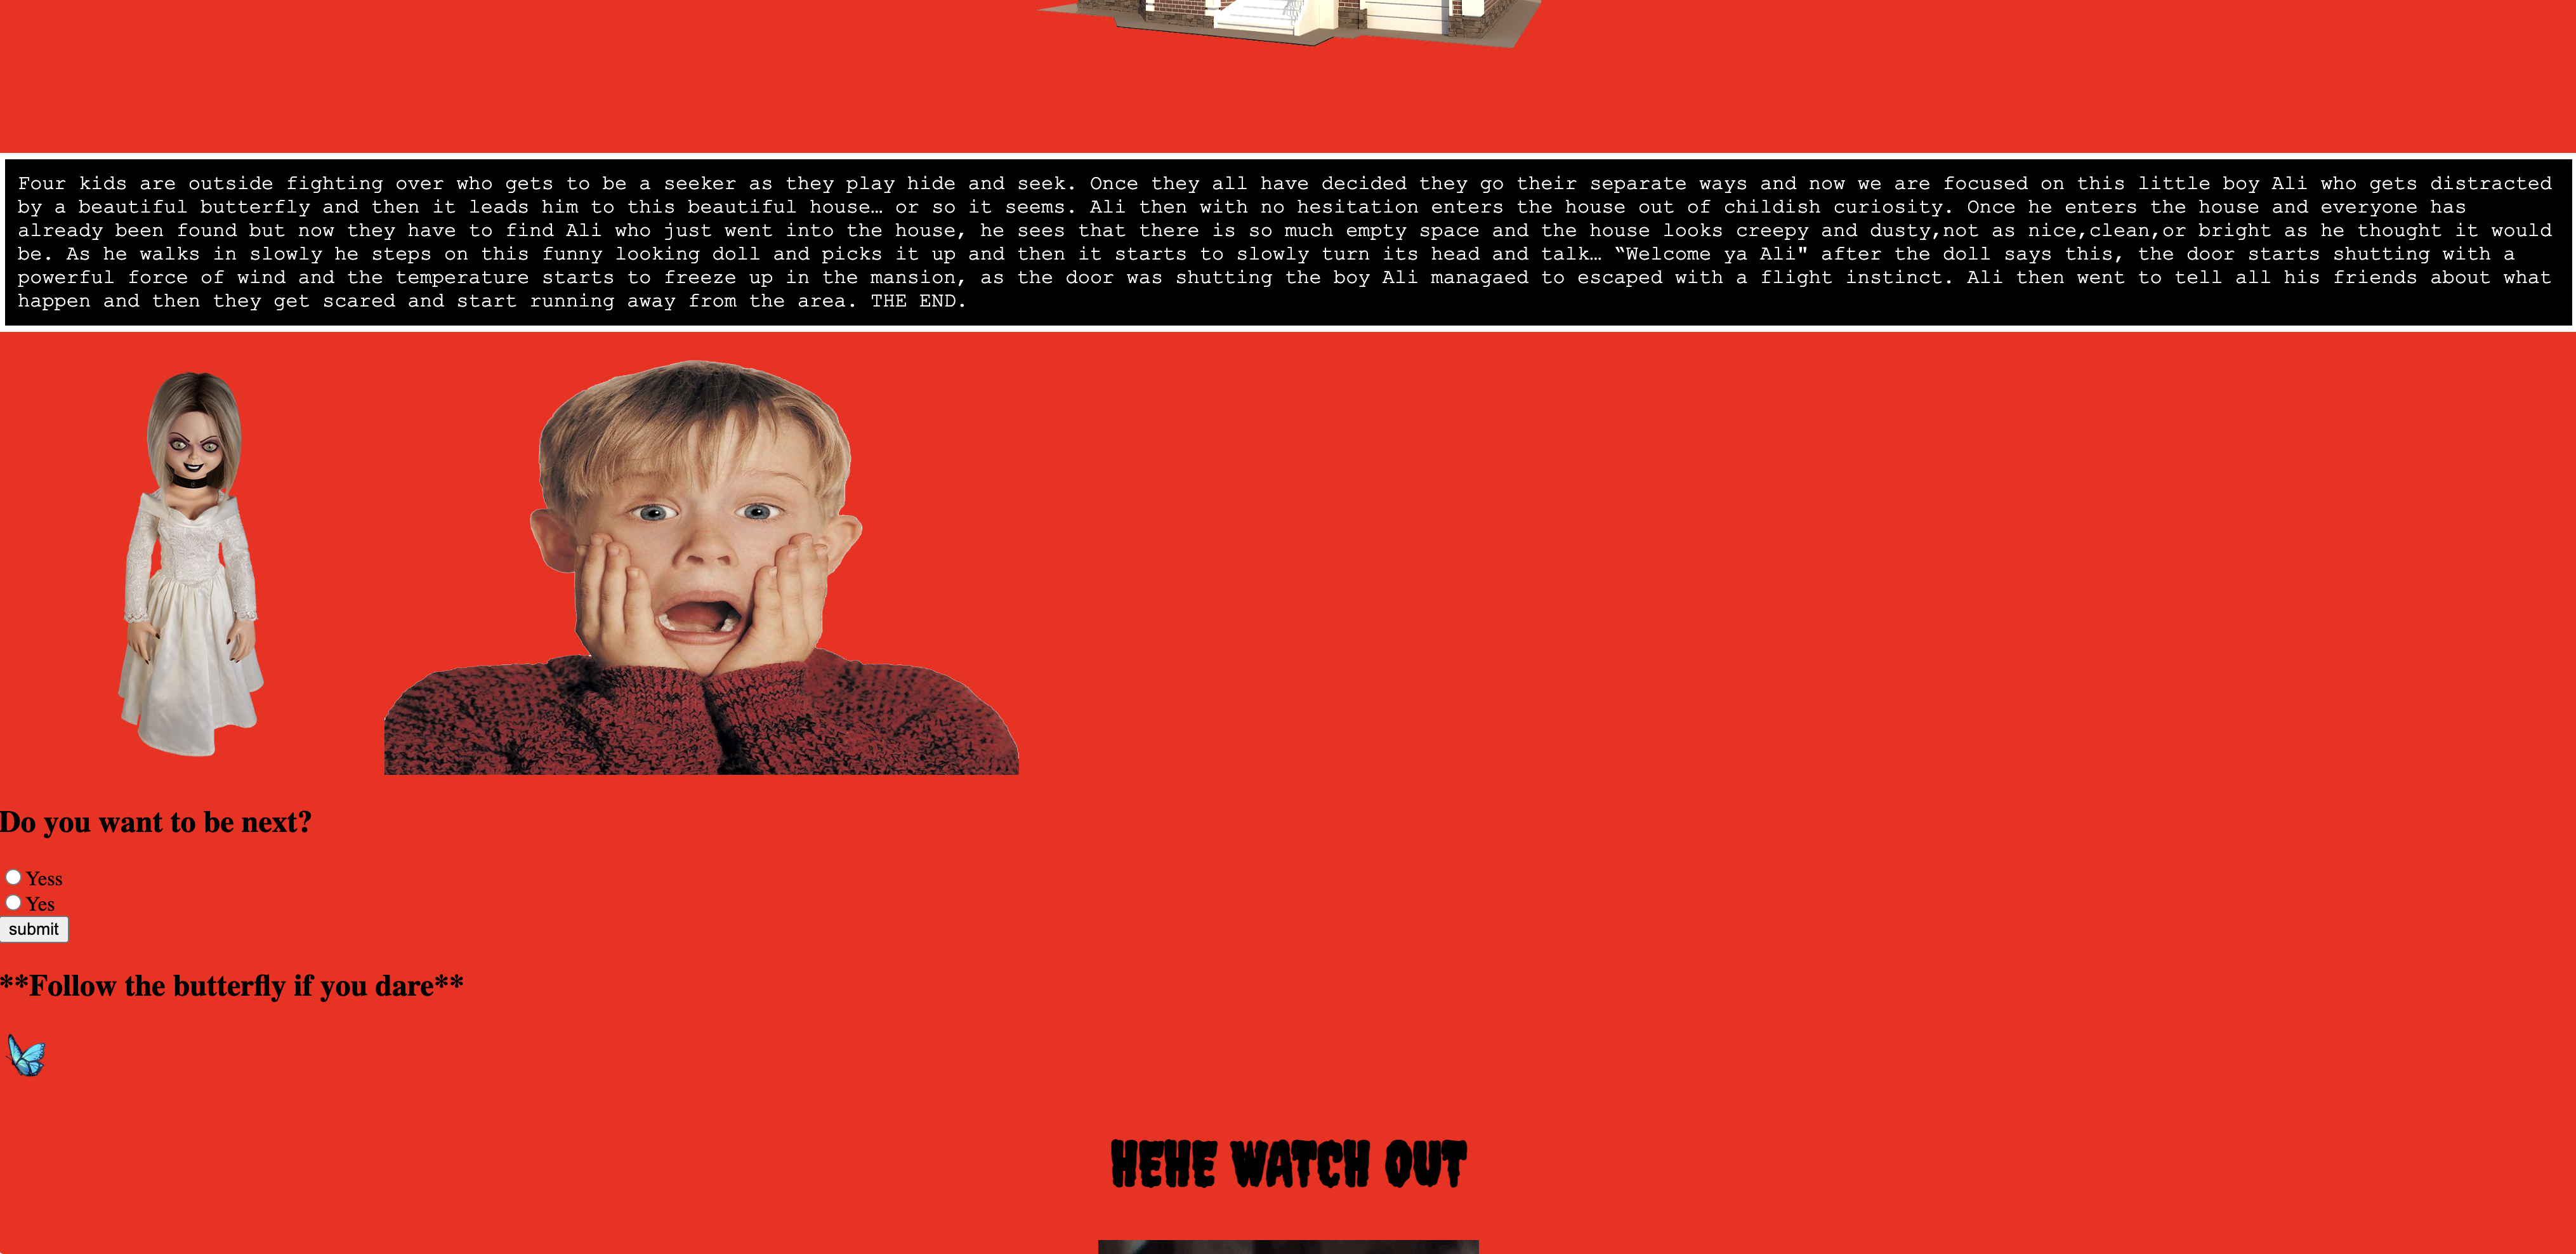 Four kids are outside fighting over who gets to be a seeker as they play hide and seek. Once they all have decided they go their separate ways and now we are focused on this little boy Ali who gets distracted
by a beautiful butterfly and then it leads him to this beautiful house… or so it seems. Ali then with no hesitation enters the house out of childish curiosity. Once he enters the house and everyone has
already been found but now they have to find Ali who just went into the house, he sees that there is so much empty space and the house looks creepy and dusty,not as nice,clean,or bright as he thought it would
be. As he walks in slowly he steps on this funny looking doll and picks it up and then it starts to slowly turn its head and talk… “Welcome ya Ali" after the doll says this, the door starts shutting with a
powerful force of wind and the temperature starts to freeze up in the mansion, as the door was shutting the boy Ali managaed to escaped with a flight instinct. Ali then went to tell all his friends about what
happen and then they get scared and start running away from the area. THE END.
Do you want to be next?
Yess
Yes
submit
**Follow the butterfly if you dare**
HEHE WATCH OUT